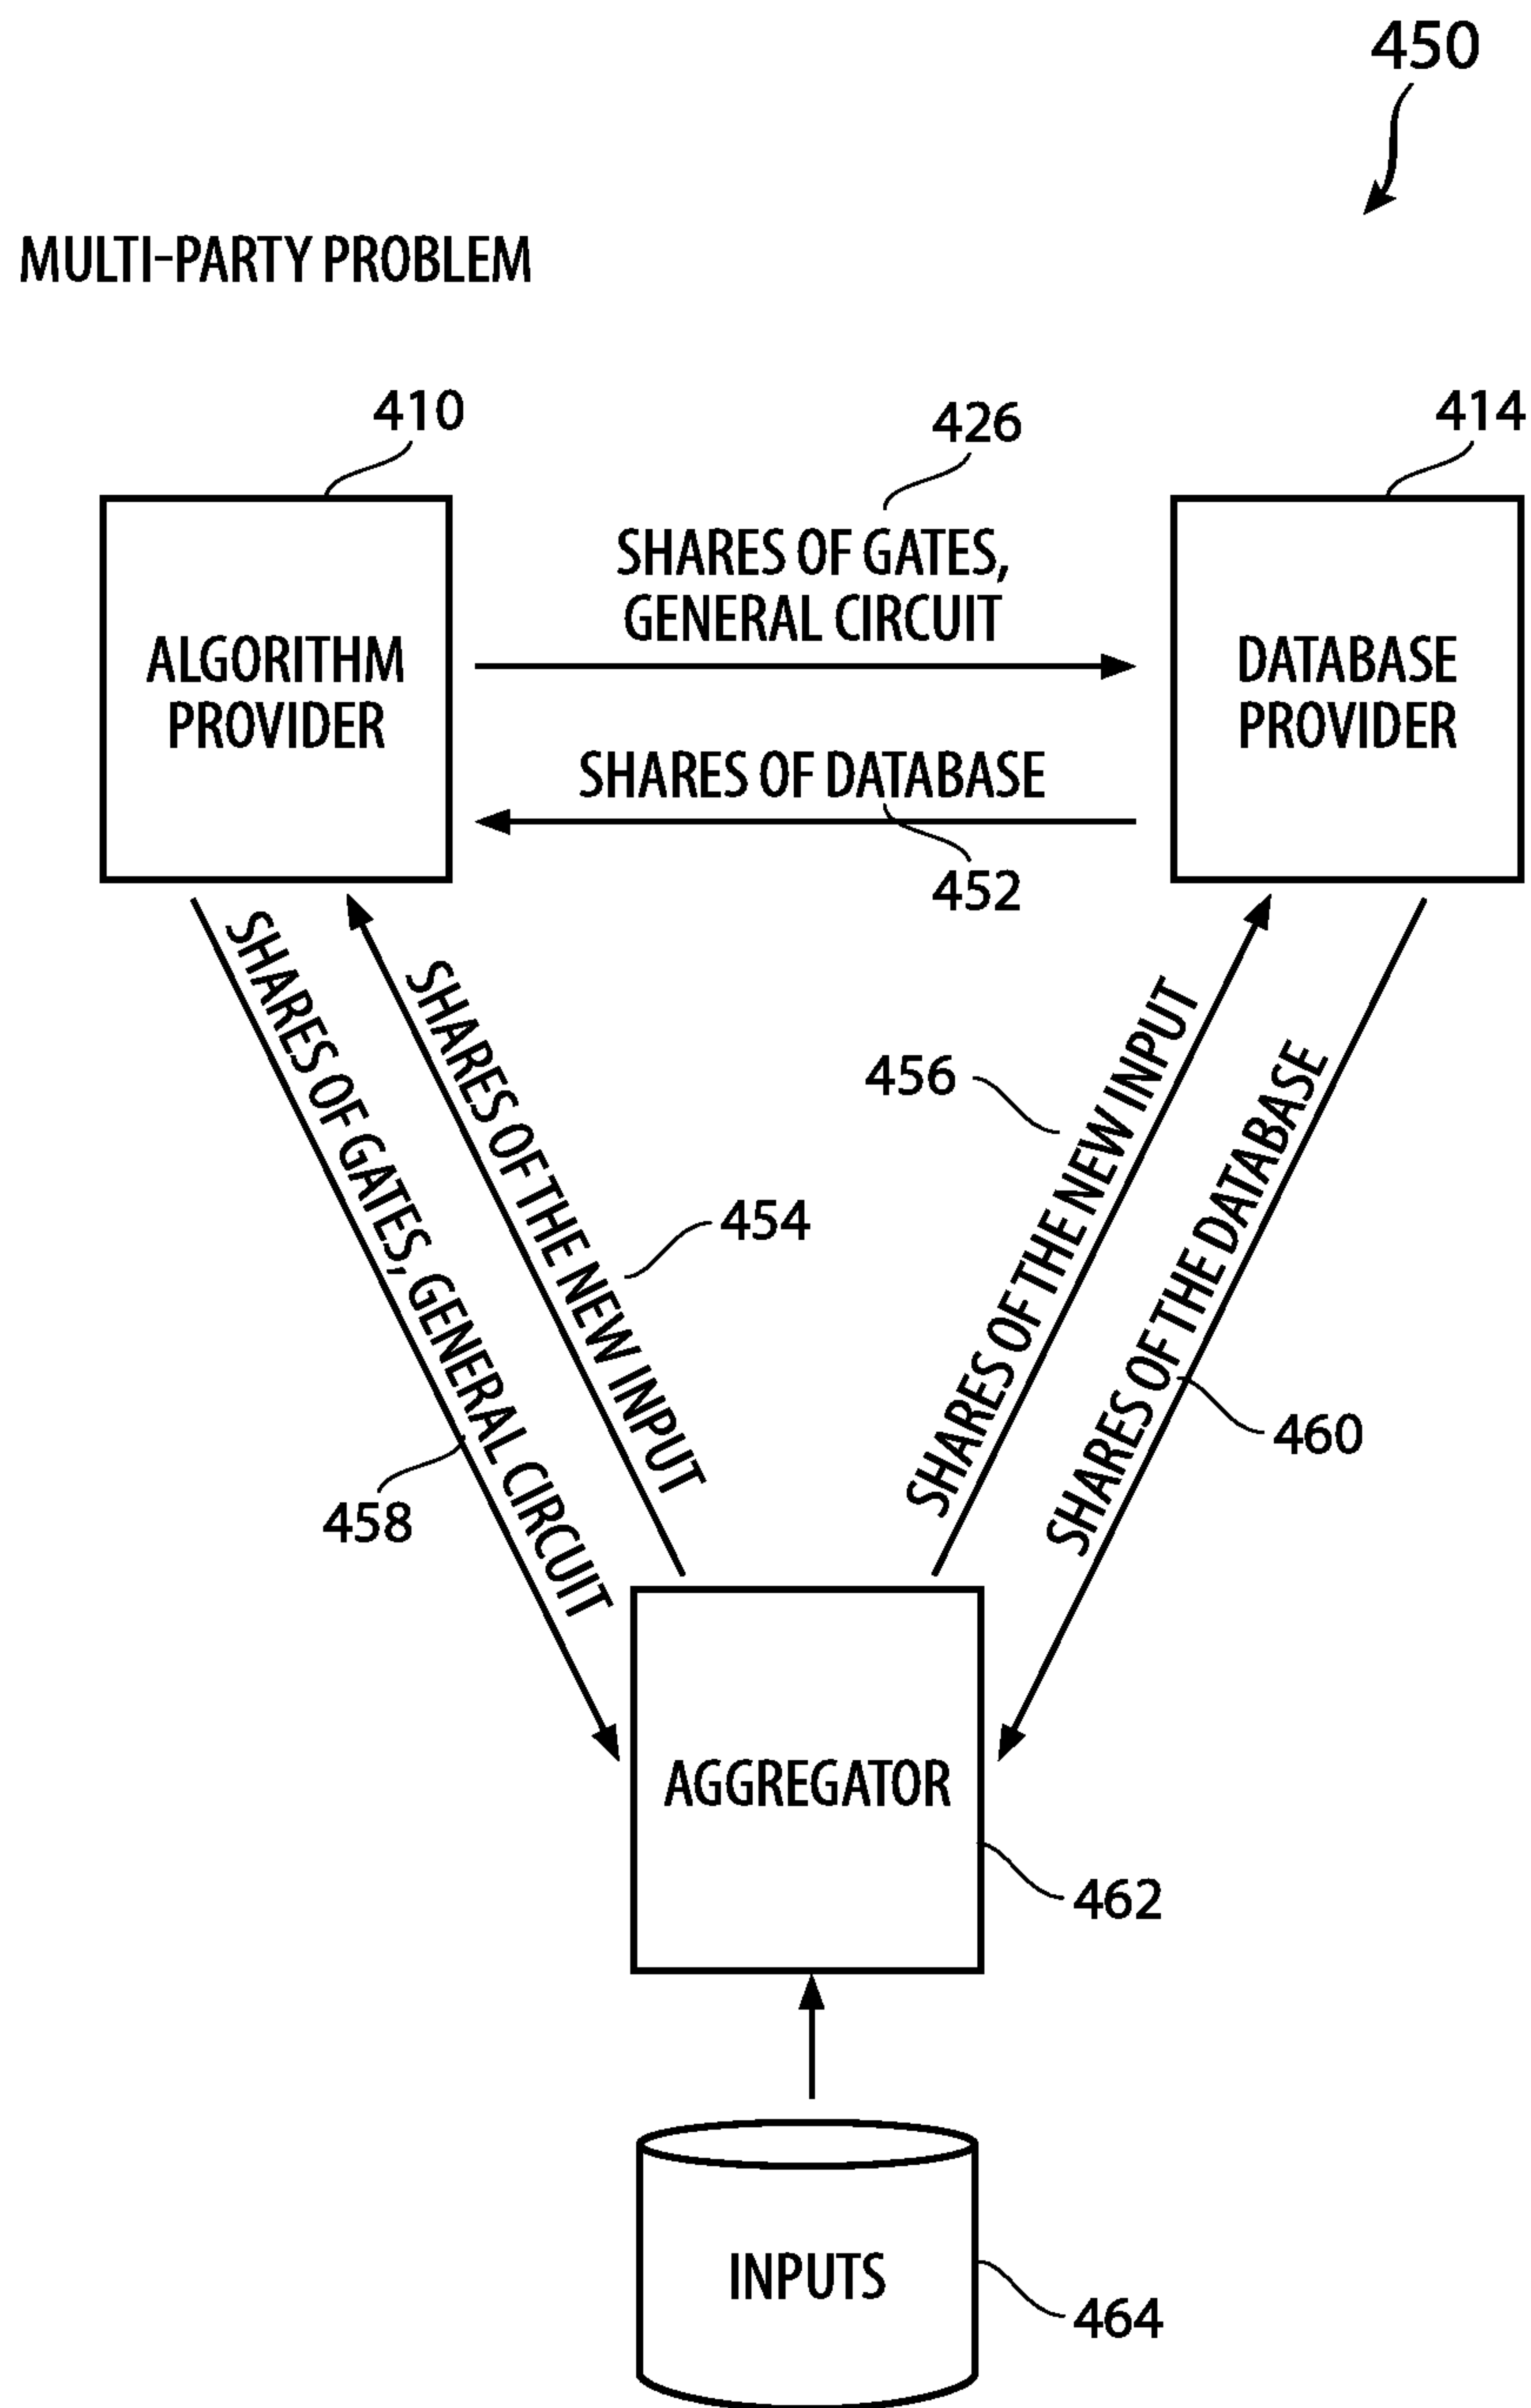 450
MULTI-PARTY PROBLEM
410
426
414
SHARES OF GATES,
GENERAL CIRCUIT
ALGORITHM
PROVIDER
DATABASE
PROVIDER
SHARES OF DATABASE
452
SHARES OF GATES, GENERAL CIRCUIT
SHARES OF THE NEW INPUT
456
SHARES OF THE NEW INPUT
SHARES OF THE DATABASE
454
460
458
AGGREGATOR
462
INPUTS
464